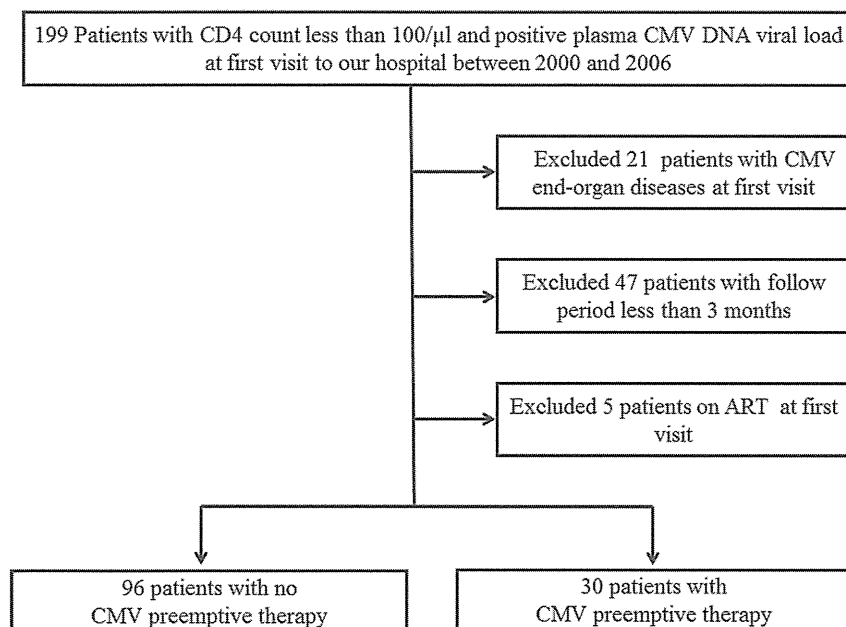 199 Patients with CD4 count less than 100/µl and positive plasma CMV DNA viral load
at first visit to our hospital between 2000 and 2006
Excluded 21 patients with CMV
end-organ diseases at first visit
Excluded 47 patients with follow
period less than 3 months
Excluded 5 patients on ART at first
visit
96 patients with no
CMV preemptive therapy
30 patients with
CMV preemptive therapy